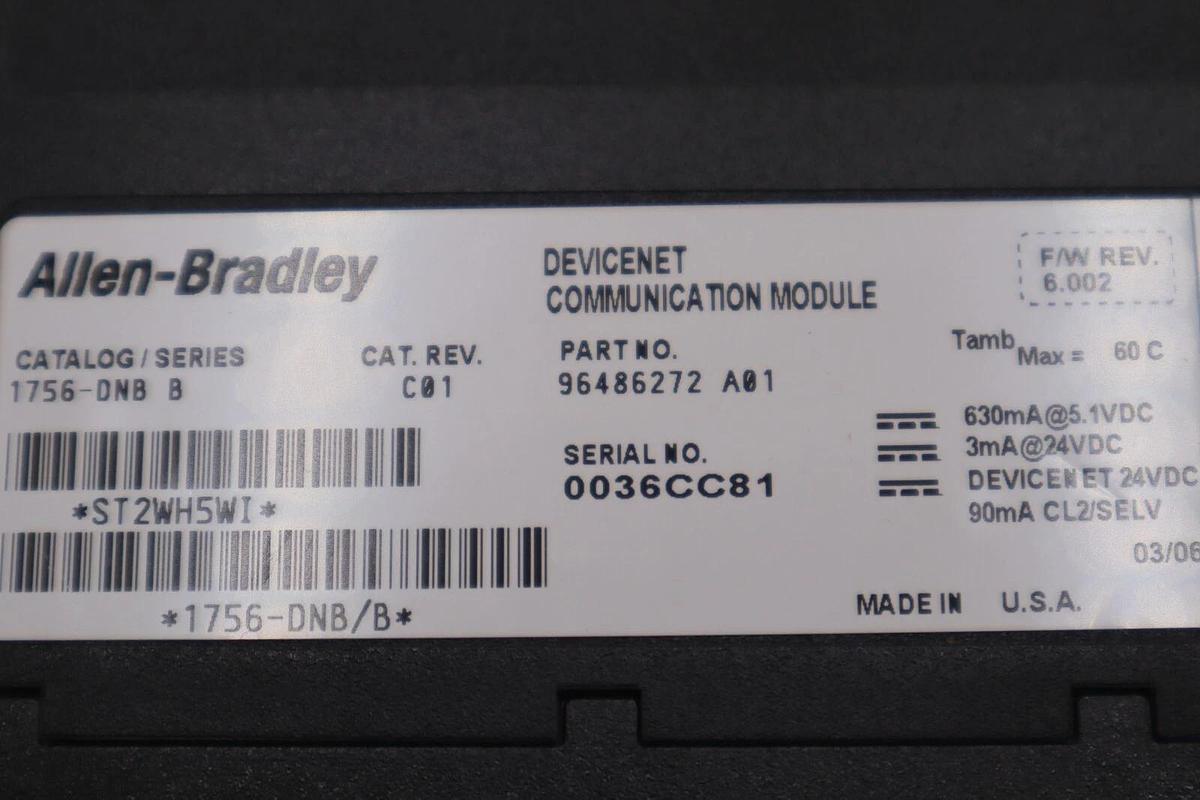 Allen-Bradley
DEVICENET
COMMUNICATION MODULE
F/W REV.
6.002
CATALOG / SERIES
1756-DNB B
CAT. REV.
C01
PART NO.
96486272 A01
Tamb Max = 60 C
SERIAL NO.
0036CC81
630mA@5.1VDC
3mA@24VDC
DEVICENET 24VDC
90mA CL2/SELV
*ST2WH5WI*
03/06
*1756-DNB/B*
MADE IN U.S.A.